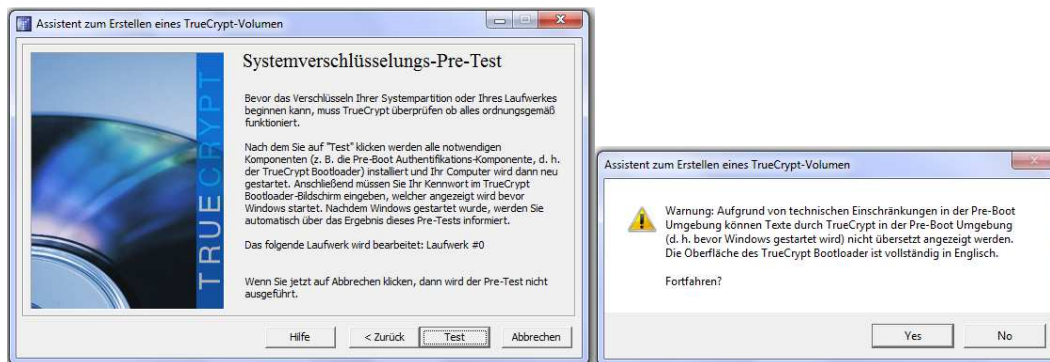 Assistent zum Erstellen eines TrueCrypt-Volumen
TRUECRYPT
Systemverschlüsselungs-Pre-Test
Bevor das Verschlüsseln Ihrer Systempartition oder Ihres Laufwerkes
beginnen kann, muss TrueCrypt überprüfen ob alles ordnungsgemäß
funktioniert.
Nach dem Sie auf "Test" klicken werden alle notwendigen
Komponenten (z. B. die Pre-Boot Authentifikations-Komponente, d. h.
der TrueCrypt Bootloader) installiert und Ihr Computer wird dann neu
gestartet. Anschließend müssen Sie Ihr Kennwort im TrueCrypt
Bootloader-Bildschirm eingeben, welcher angezeigt wird bevor
Windows startet. Nachdem Windows gestartet wurde, werden Sie
automatisch über das Ergebnis dieses Pre-Tests informiert.
Das folgende Laufwerk wird bearbeitet: Laufwerk #0
Wenn Sie jetzt auf Abbrechen klicken, dann wird der Pre-Test nicht
ausgeführt.
Hilfe
< Zurück
Test
Abbrechen
Assistent zum Erstellen eines TrueCrypt-Volumen
Warnung: Aufgrund von technischen Einschränkungen in der Pre-Boot
Umgebung können Texte durch TrueCrypt in der Pre-Boot Umgebung
(d. h. bevor Windows gestartet wird) nicht übersetzt angezeigt werden.
Die Oberfläche des TrueCrypt Bootloader ist vollständig in Englisch.
Fortfahren?
Yes
No